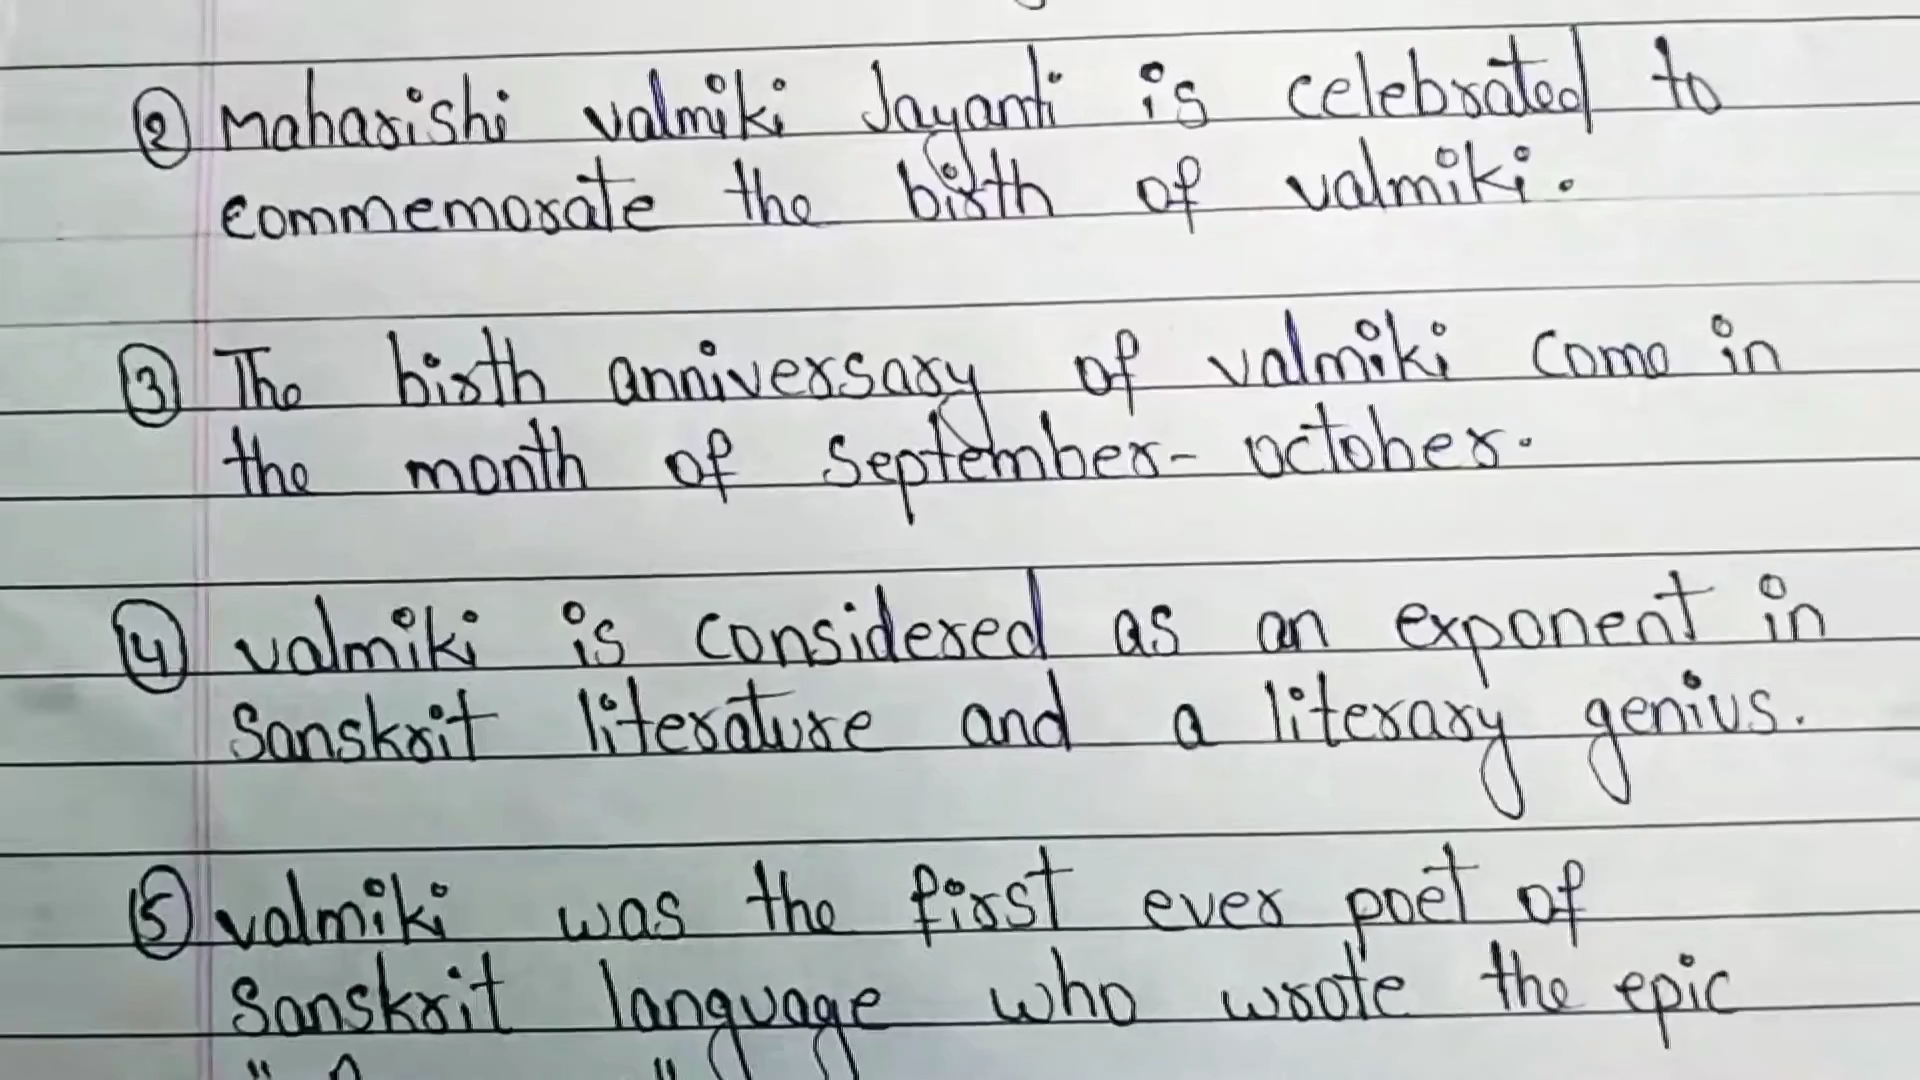 ② Maharishi valmiki Jayanti is celebrated to
commemorate the birth of valmiki.
③ The birth anniversary of valmiki come in
the month of September- october.
④ valmiki is considered as an exponent in
Sanskrit literature and a literary genius.
⑤ valmiki was the first ever poet of
Sanskrit language who wrote the epic